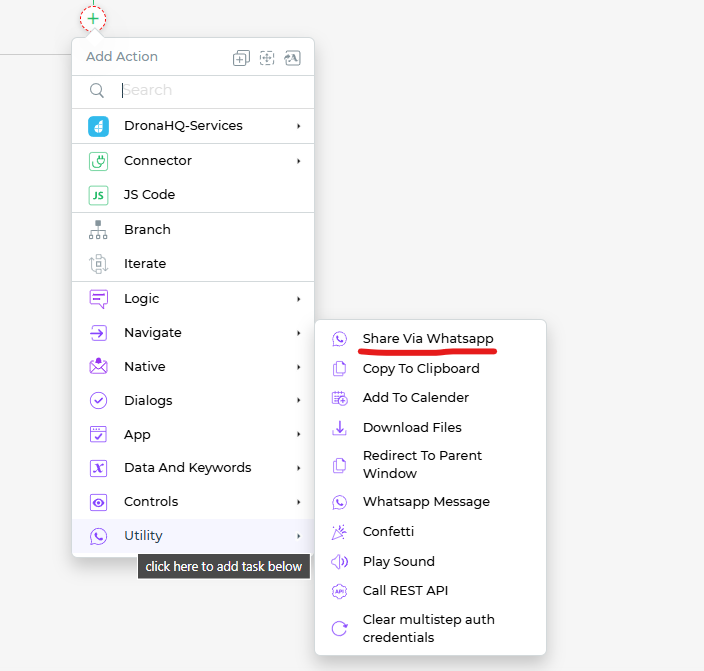 Add Action
Search
DronaHQ-Services
Connector
JS
JS Code
Branch
Iterate
Logic
Navigate
Native
Dialogs
App
Data And Keywords
Controls
Utility
click here to add task below
Share Via Whatsapp
Copy To Clipboard
Add To Calender
Download Files
Redirect To Parent
Window
Whatsapp Message
Confetti
Play Sound
API
Call REST API
Clear multistep auth
credentials